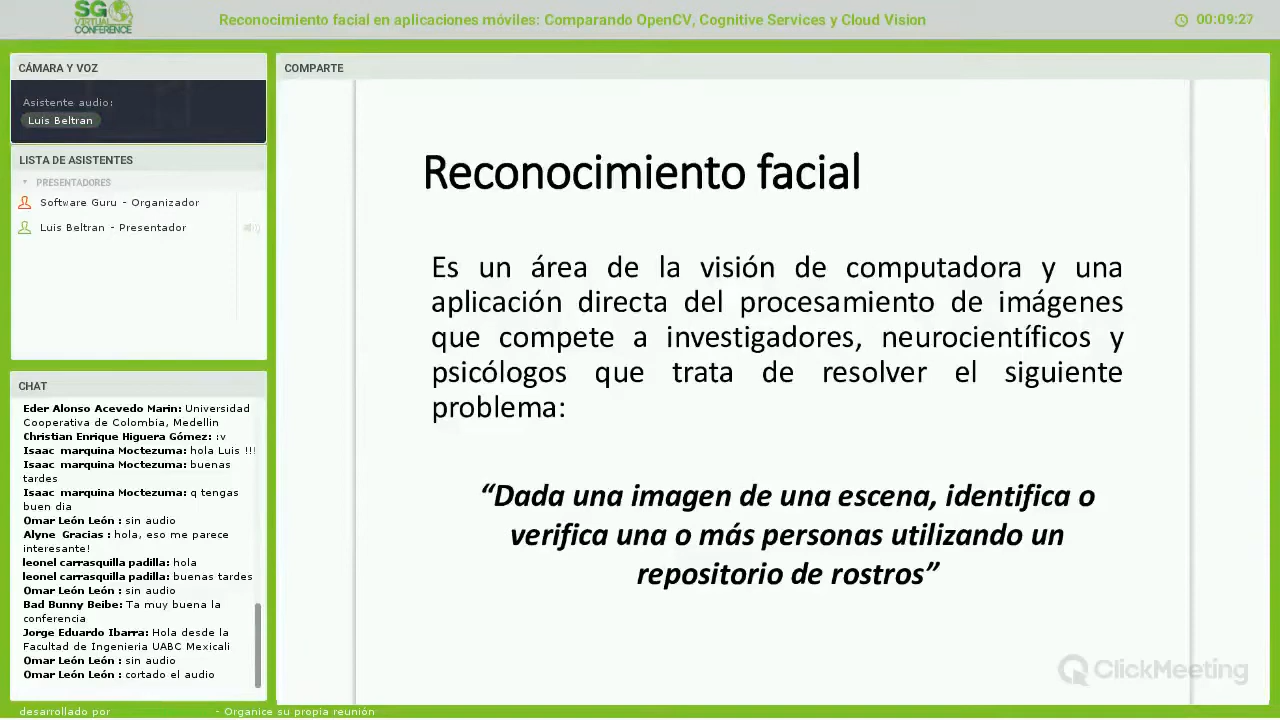 SG
VIRTUAL
CONFERENCE
Reconocimiento facial en aplicaciones móviles: Comparando OpenCV, Cognitive Services y Cloud Vision
00:09:27
CÁMARA Y VOZ
Asistente audio:
Luis Beltran
LISTA DE ASISTENTES
PRESENTADORES
Software Guru - Organizador
Luis Beltran - Presentador
CHAT
Eder Alonso Acevedo Marin: Universidad
Cooperativa de Colombia, Medellin
Christian Enrique Higuera Gómez: :v
Isaac marquina Moctezuma: hola Luis !!!
Isaac marquina Moctezuma: buenas
tardes
Isaac marquina Moctezuma: q tengas
buen dia
Omar León León : sin audio
Alyne Gracias : hola, eso me parece
interesante!
leonel carrasquilla padilla: hola
leonel carrasquilla padilla: buenas tardes
Omar León León : sin audio
Bad Bunny Beibe: Ta muy buena la
conferencia
Jorge Eduardo Ibarra: Hola desde la
Facultad de Ingenieria UABC Mexicali
Omar León León : sin audio
Omar León León : cortado el audio
COMPARTE
Reconocimiento facial
Es un área de la visión de computadora y una
aplicación directa del procesamiento de imágenes
que compete a investigadores, neurocientíficos y
psicólogos que trata de resolver el siguiente
problema:
“Dada una imagen de una escena, identifica o
verifica una o más personas utilizando un
repositorio de rostros”
ClickMeeting
desarrollado por - Organice su propia reunión